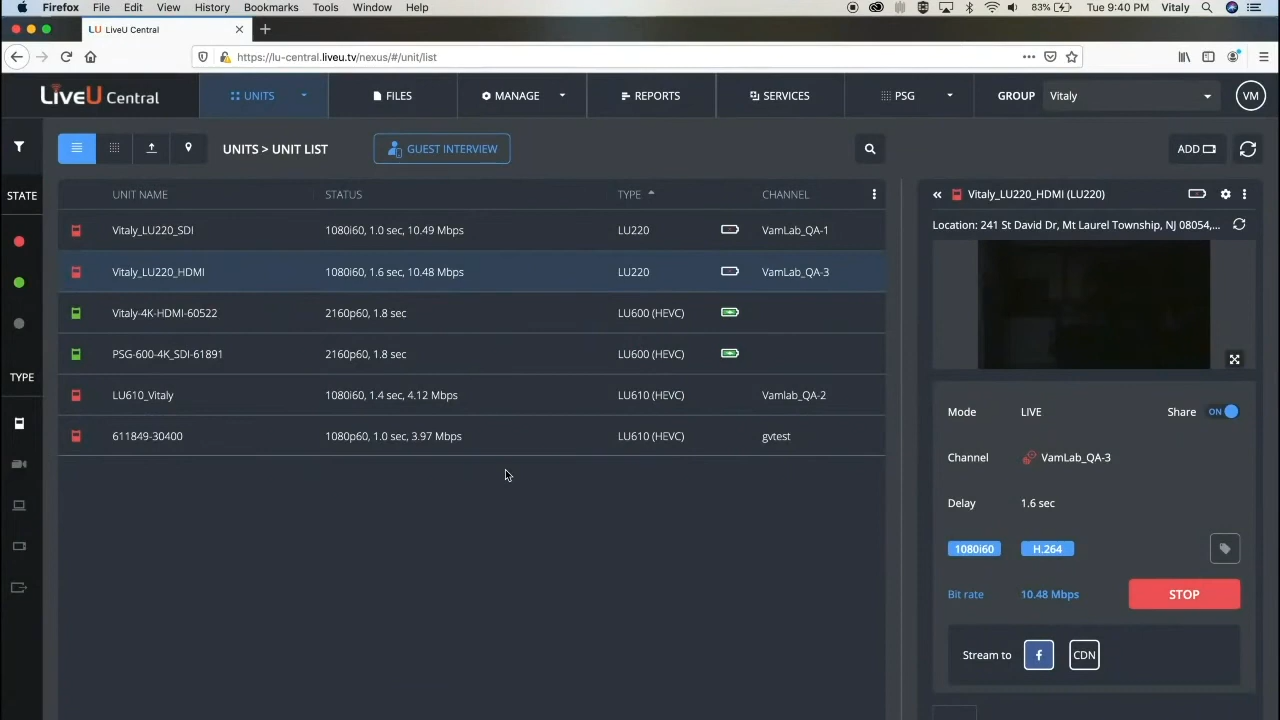 Firefox File Edit View History Bookmarks Tools Window Help 83% Tue 9:40 PM Vitaly
LU LiveU Central
https://lu-central.liveu.tv/nexus/#/unit/list
LiveU Central UNITS FILES MANAGE REPORTS SERVICES PSG GROUP Vitaly VM
UNITS > UNIT LIST GUEST INTERVIEW ADD
STATE
TYPE
UNIT NAME STATUS TYPE CHANNEL
Vitaly_LU220_SDI 1080i60, 1.0 sec, 10.49 Mbps LU220 VamLab_QA-1
Vitaly_LU220_HDMI 1080i60, 1.6 sec, 10.48 Mbps LU220 VamLab_QA-3
Vitaly-4K-HDMI-60522 2160p60, 1.8 sec LU600 (HEVC)
PSG-600-4K_SDI-61891 2160p60, 1.8 sec LU600 (HEVC)
LU610_Vitaly 1080i60, 1.4 sec, 4.12 Mbps LU610 (HEVC) Vamlab_QA-2
611849-30400 1080p60, 1.0 sec, 3.97 Mbps LU610 (HEVC) gvtest
Vitaly_LU220_HDMI (LU220)
Location: 241 St David Dr, Mt Laurel Township, NJ 08054,...
Mode LIVE Share ON
Channel VamLab_QA-3
Delay 1.6 sec
1080i60 H.264
Bit rate 10.48 Mbps STOP
Stream to f CDN